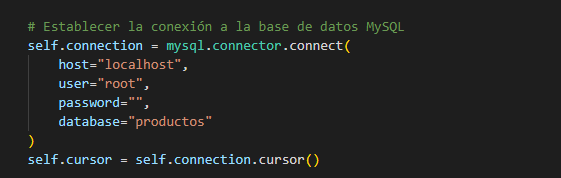 # Establecer la conexión a la base de datos MySQL
self.connection = mysql.connector.connect(
    host="localhost",
    user="root",
    password="",
    database="productos"
)
self.cursor = self.connection.cursor()